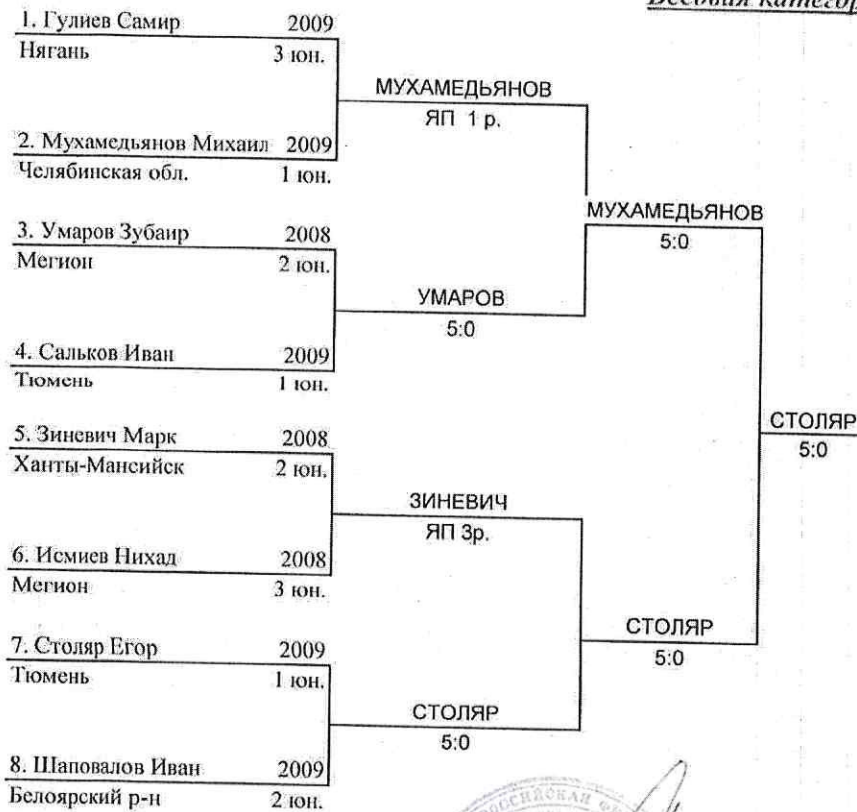 Весовая категор
1. Гулиев Самир 2009
Нягань 3 юн.
МУХАМЕДЬЯНОВ
ЯП 1 р.
2. Мухамедьянов Михаил 2009
Челябинская обл. 1 юн.
МУХАМЕДЬЯНОВ
5:0
3. Умаров Зубаир 2008
Мегион 2 юн.
УМАРОВ
5:0
4. Сальков Иван 2009
Тюмень 1 юн.
СТОЛЯР
5:0
5. Зиневич Марк 2008
Ханты-Мансийск 2 юн.
ЗИНЕВИЧ
ЯП 3р.
6. Исмиев Нихад 2008
Мегион 3 юн.
СТОЛЯР
5:0
7. Столяр Егор 2009
Тюмень 1 юн.
СТОЛЯР
5:0
8. Шаповалов Иван 2009
Белоярский р-н 2 юн.